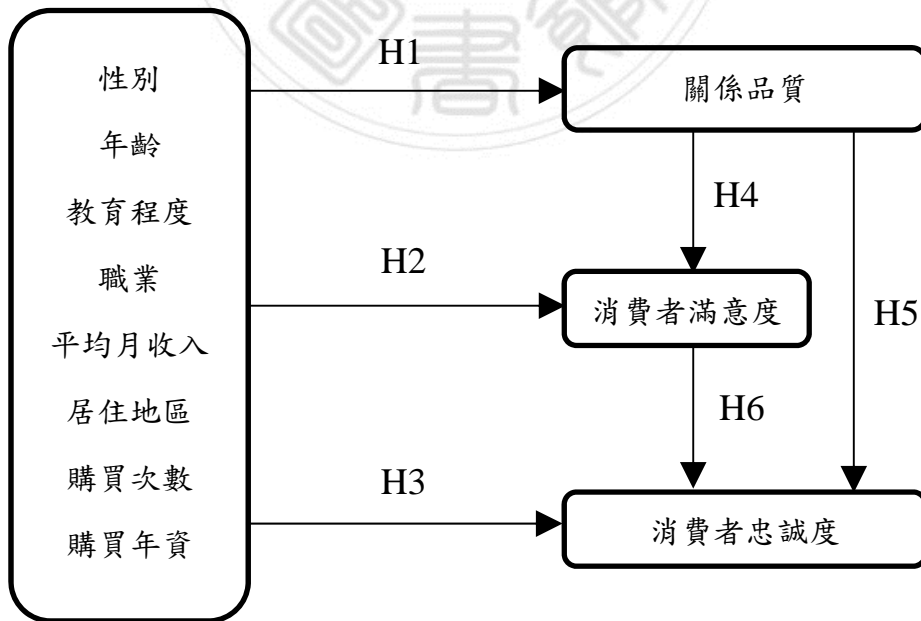 性別
年齡
教育程度
職業
平均月收入
居住地區
購買次數
購買年資
H1
H2
H3
關係品質
H4
消費者滿意度
H5
H6
消費者忠誠度